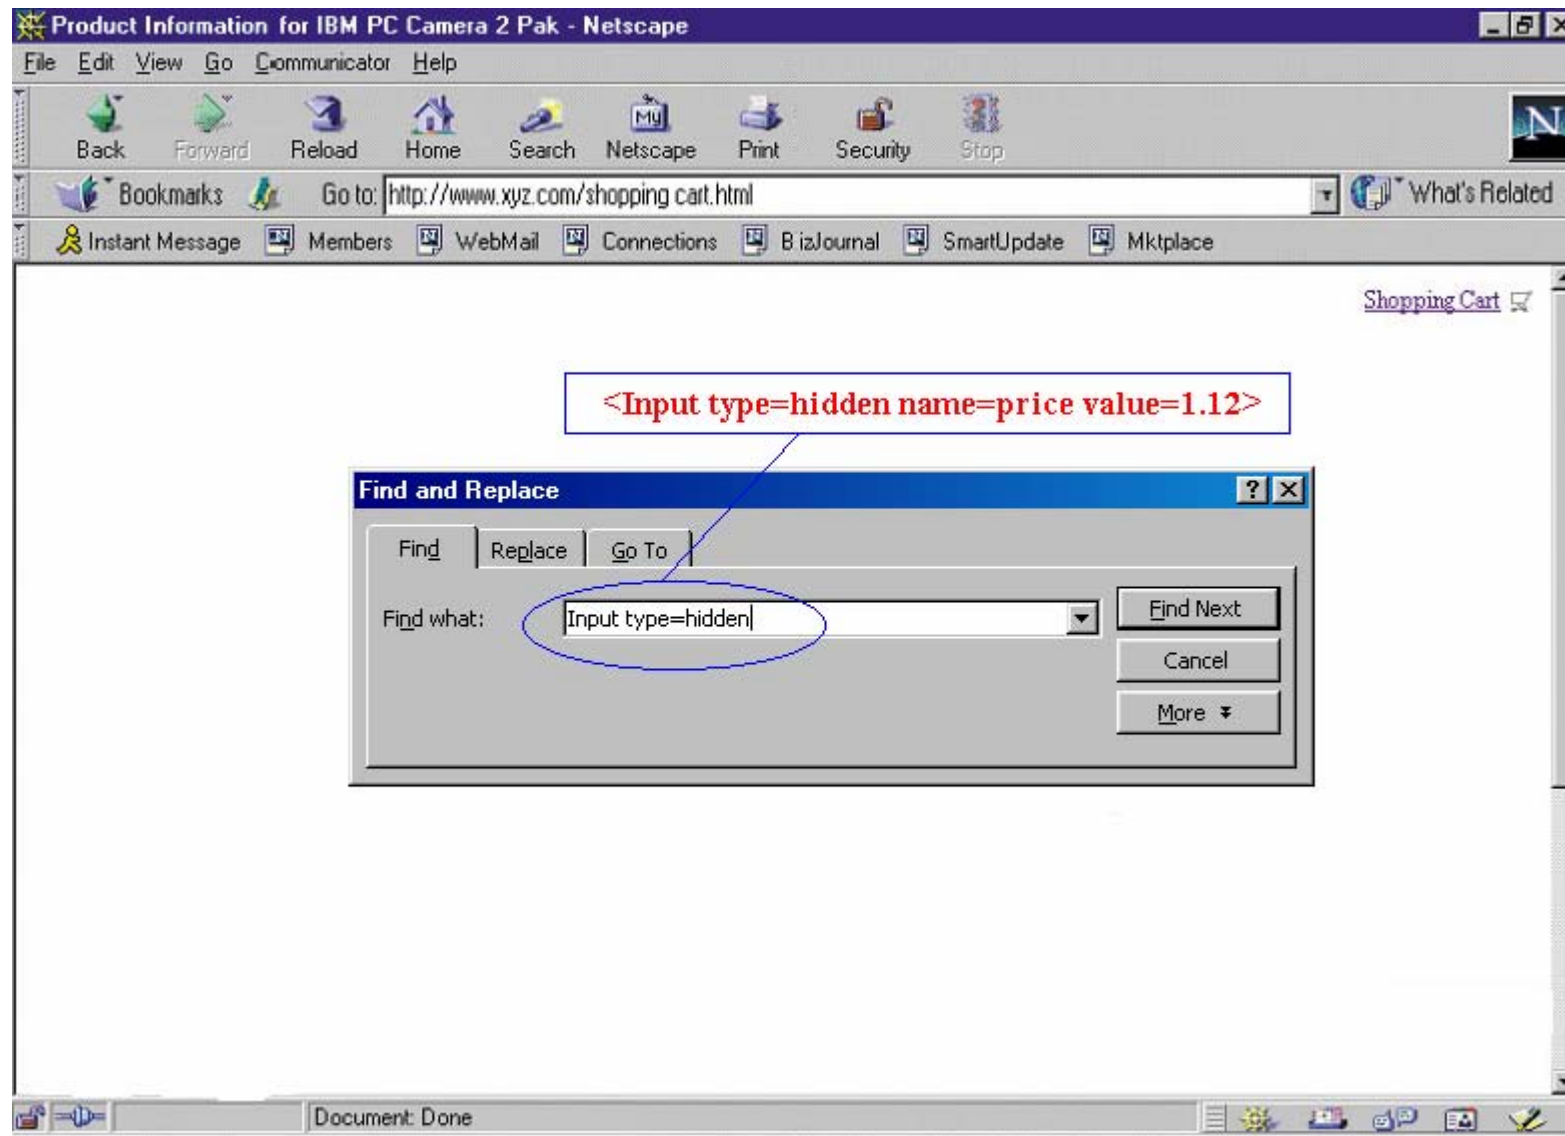 Product Information for IBM PC Camera 2 Pak - Netscape
File Edit View Go Communicator Help
Back Forward Reload Home Search Netscape Print Security Stop
My
N
Bookmarks Go to: http://www.xyz.com/shopping cart.html What's Related
Instant Message Members WebMail Connections BizJournal SmartUpdate Mktplace
Shopping Cart
<Input type=hidden name=price value=1.12>
Find and Replace
Find Replace Go To
Find what: Input type=hidden Find Next
Cancel
More
Document: Done